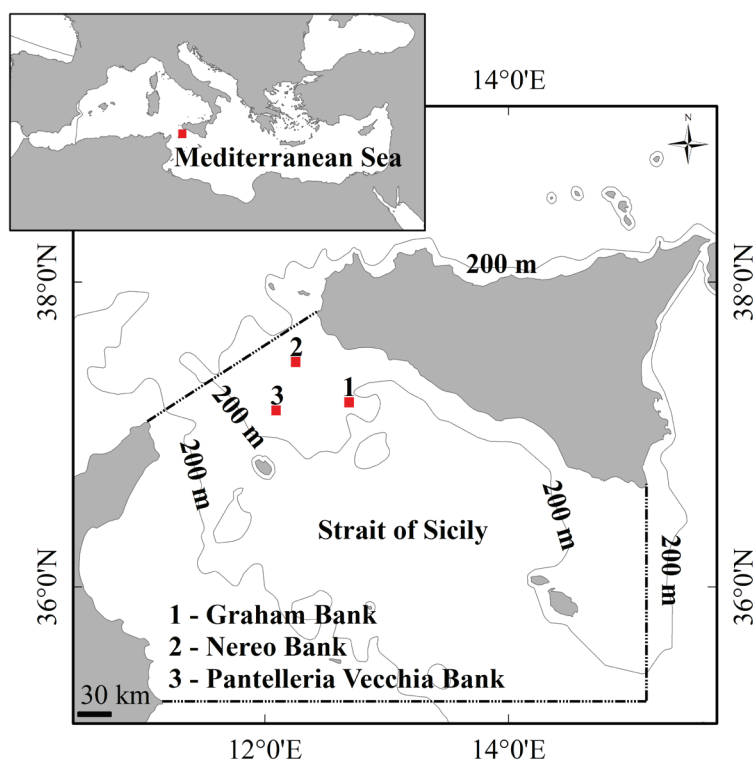 Mediterranean Sea
14°0'E
N
38°0'N
200 m
38°0'N
2
1
3
200 m
200 m
200 m
200 m
Strait of Sicily
36°0'N
36°0'N
1 - Graham Bank
2 - Nereo Bank
3 - Pantelleria Vecchia Bank
30 km
12°0'E
14°0'E